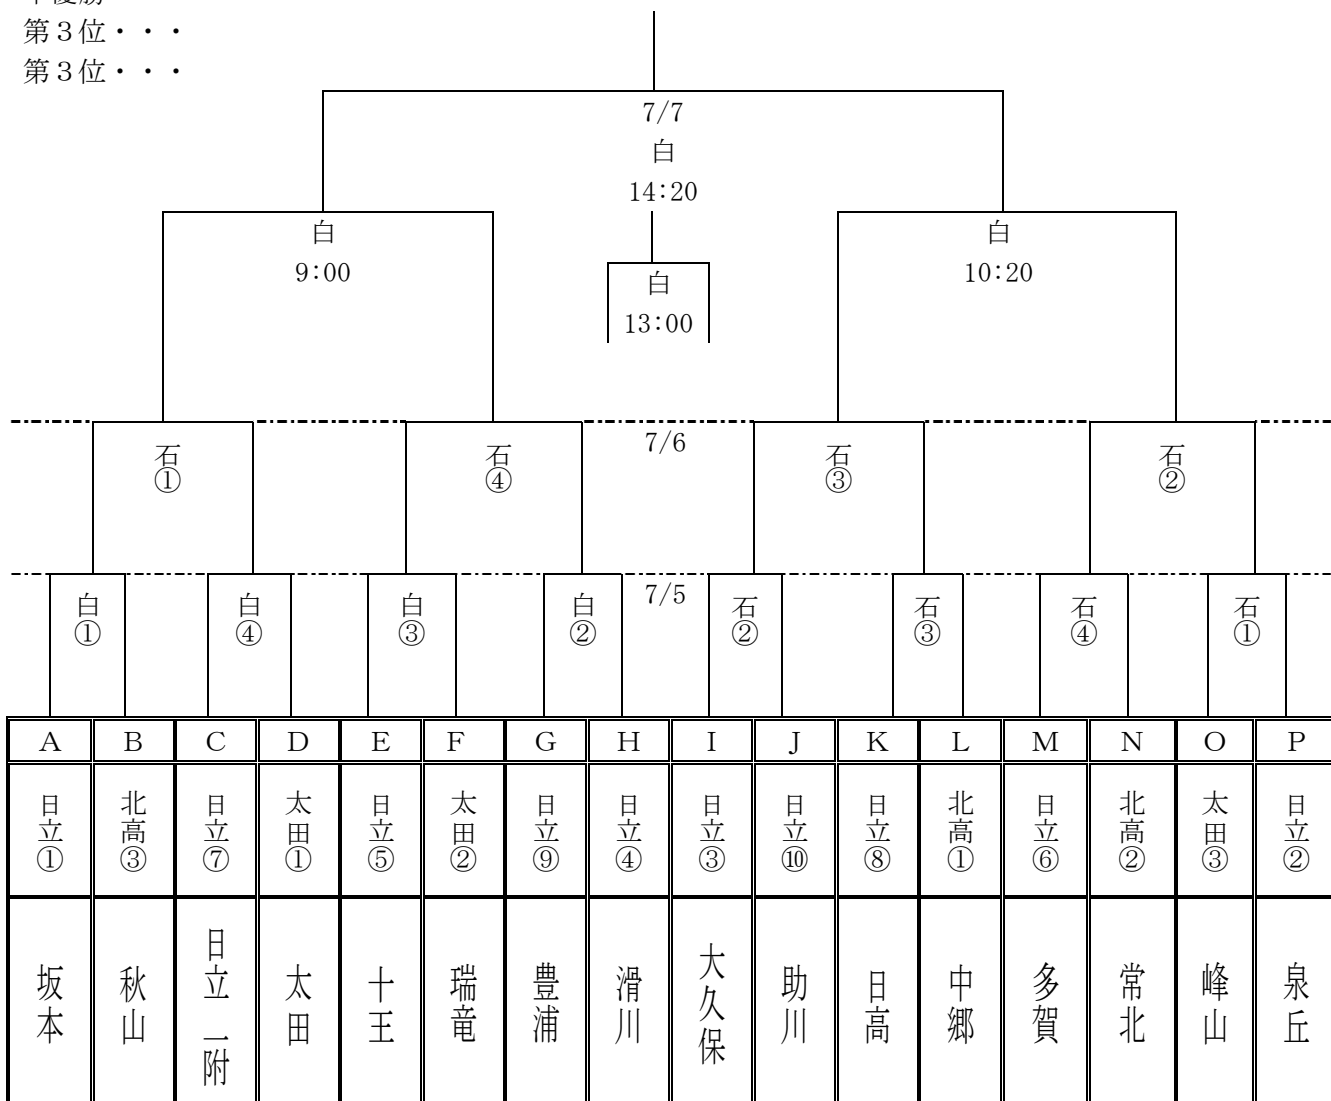 第３位・・・
第３位・・・
7/7
白
14:20
白
9:00
白
10:20
白
13:00
7/6
石①
石④
石③
石②
7/5
白①
白④
白③
白②
石②
石③
石④
石①
A B C D E F G H I J K L M N O P
日立① 北高③ 日立⑦ 太田① 日立⑤ 太田② 日立⑨ 日立④ 日立③ 日立⑩ 日立⑧ 北高① 日立⑥ 北高② 太田③ 日立②
坂本 秋山 日立二附 太田 十王 瑞竜 豊浦 滑川 大久保 助川 日高 中郷 多賀 常北 峰山 泉丘